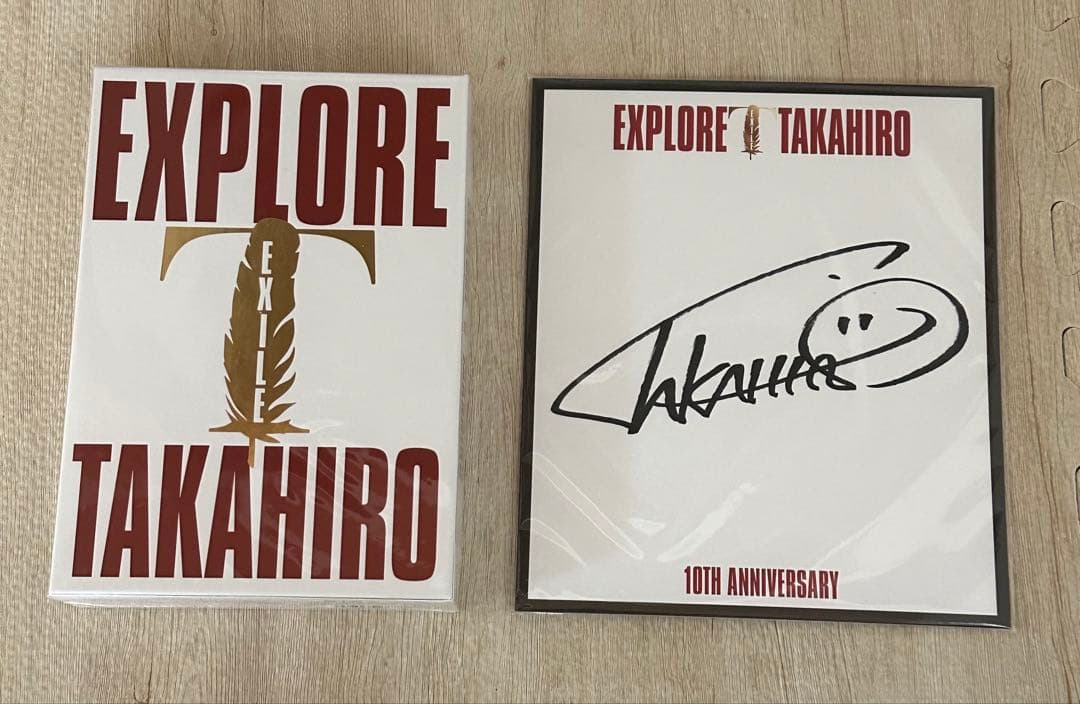 EXPLORE
T
EXILE
TAKAHIRO
EXPLORE T TAKAHIRO
TAKAHIRO
10TH ANNIVERSARY